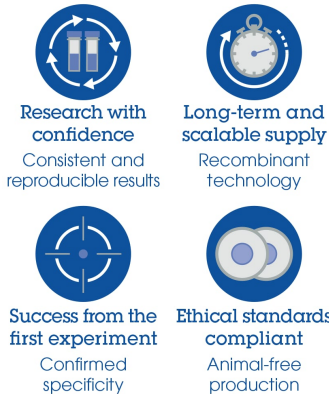 Research with
confidence
Consistent and
reproducible results
Long-term and
scalable supply
Recombinant
technology
Success from the
first experiment
Confirmed
specificity
Ethical standards
compliant
Animal-free
production